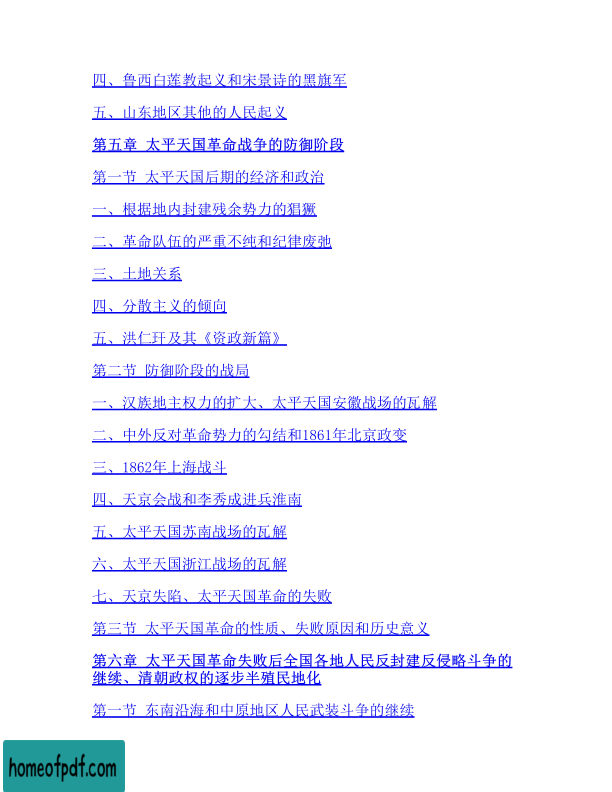 四、鲁西白莲教起义和宋景诗的黑旗军
五、山东地区其他的人民起义
第五章 太平天国革命战争的防御阶段
第一节 太平天国后期的经济和政治
一、根据地内封建残余势力的猖獗
二、革命队伍的严重不纯和纪律废弛
三、土地关系
四、分散主义的倾向
五、洪仁玕及其《资政新篇》
第二节 防御阶段的战局
一、汉族地主权力的扩大、太平天国安徽战场的瓦解
二、中外反对革命势力的勾结和1861年北京政变
三、1862年上海战斗
四、天京会战和李秀成进兵淮南
五、太平天国苏南战场的瓦解
六、太平天国浙江战场的瓦解
七、天京失陷、太平天国革命的失败
第三节 太平天国革命的性质、失败原因和历史意义
第六章 太平天国革命失败后全国各地人民反封建反侵略斗争的
继续、清朝政权的逐步半殖民地化
第一节 东南沿海和中原地区人民武装斗争的继续
homeofpdf.com